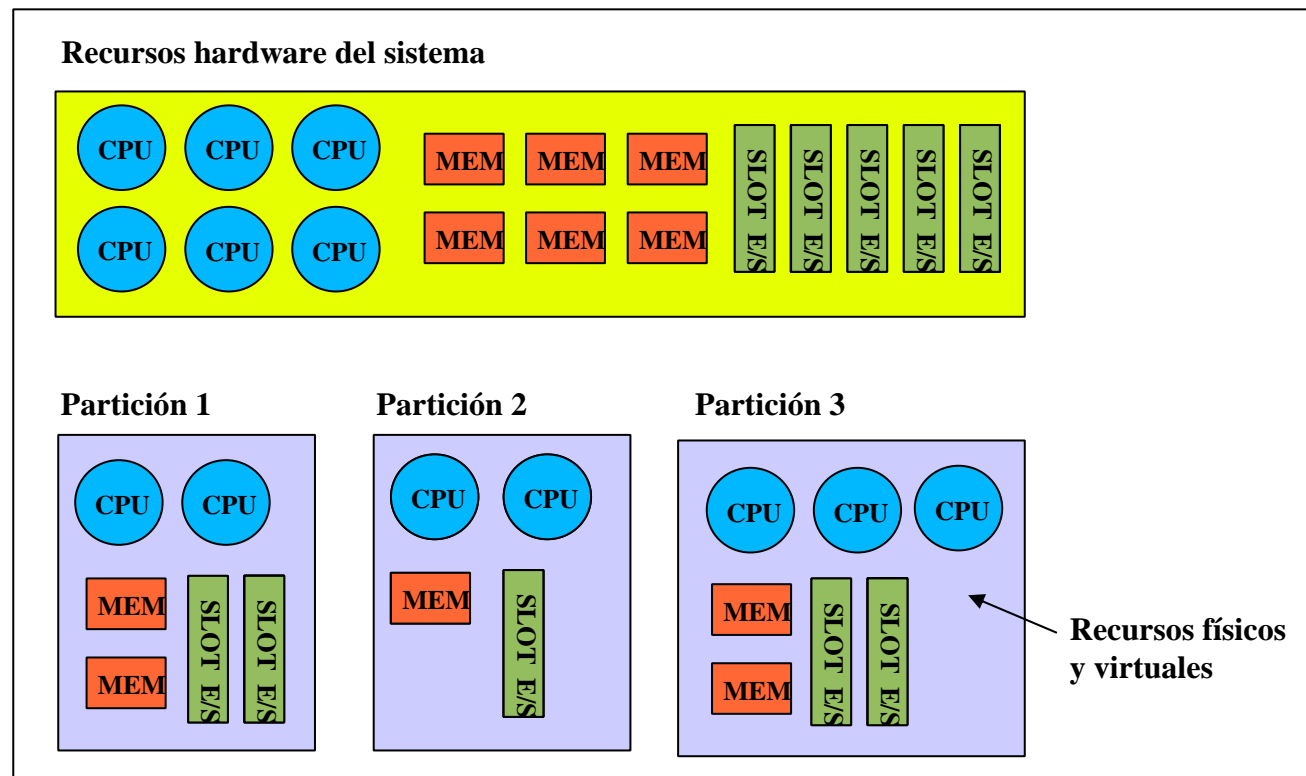 Recursos hardware del sistema
CPU CPU CPU
MEM MEM MEM
CPU CPU CPU
MEM MEM MEM
SLOT E/S
SLOT E/S
SLOT E/S
SLOT E/S
SLOT E/S
Partición 1
CPU CPU
MEM
MEM
SLOT E/S
SLOT E/S
Partición 2
CPU CPU
MEM
SLOT E/S
Partición 3
CPU CPU CPU
MEM
MEM
SLOT E/S
SLOT E/S
Recursos físicos
y virtuales